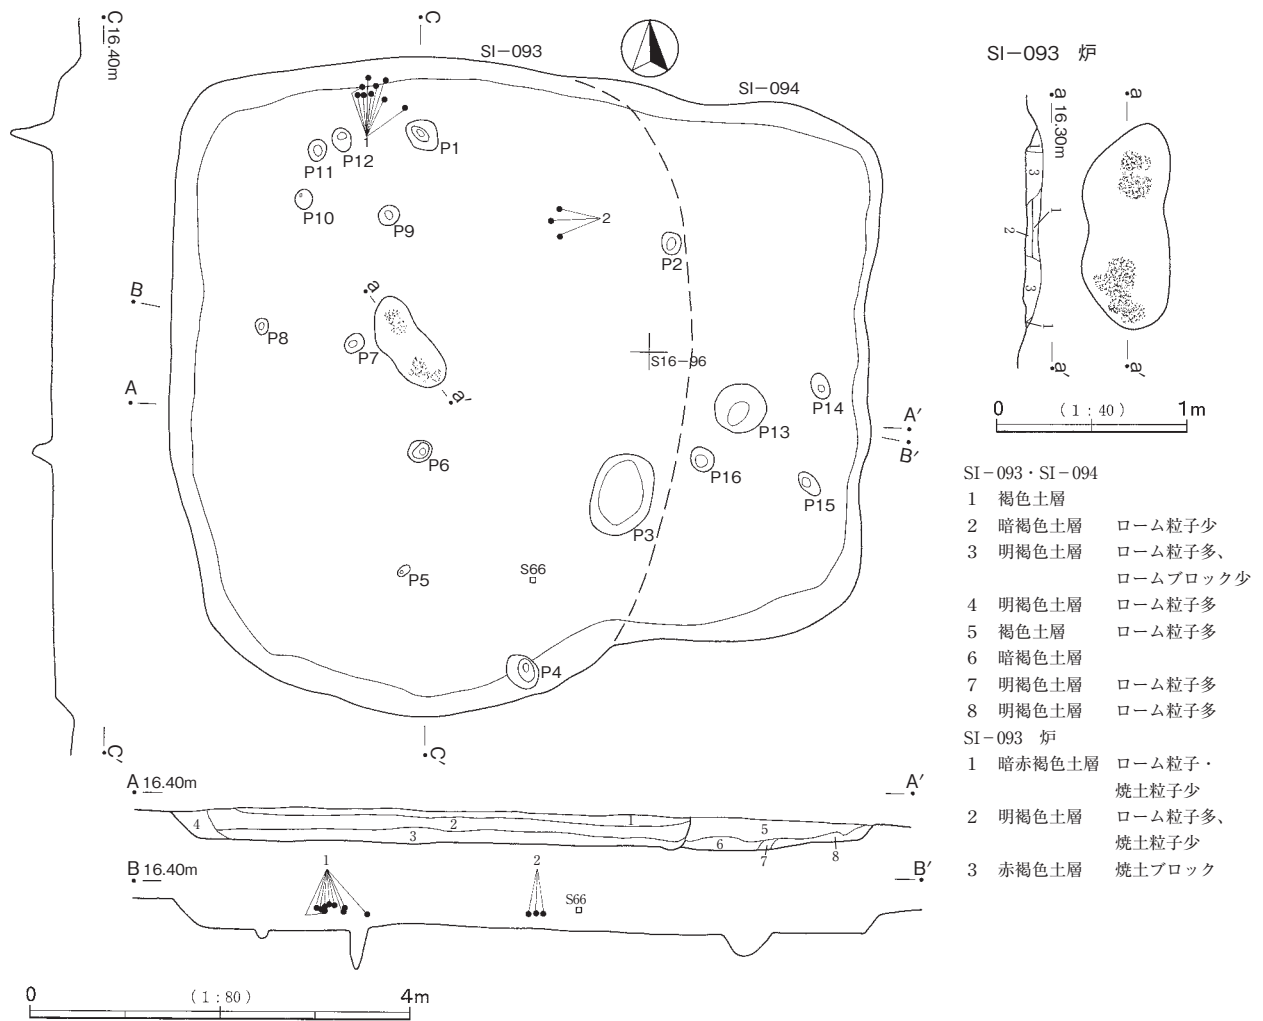 C
16.40m
C
SI－093
SI－094
1
P1
P12
P11
P10
P9
2
P2
B
a
P8
P7
S16－96
a′
A
P14
P13
A′
B′
P6
P16
P15
P3
S66
P5
P4
C′
C′
A 16.40m
A′
1
2
3
4
5
6
7
8
B 16.40m
B′
1
2
S66
0
（1：80）
4m
SI－093　炉
a
16.30m
a
3
1
2
3
1
a′
a′
0
（1：40）
1m
SI－093・SI－094
1　褐色土層
2　暗褐色土層　ローム粒子少
3　明褐色土層　ローム粒子多、
ロームブロック少
4　明褐色土層　ローム粒子多
5　褐色土層　ローム粒子多
6　暗褐色土層
7　明褐色土層　ローム粒子多
8　明褐色土層　ローム粒子多
SI－093　炉
1　暗赤褐色土層　ローム粒子・
焼土粒子少
2　明褐色土層　ローム粒子多、
焼土粒子少
3　赤褐色土層　焼土ブロック